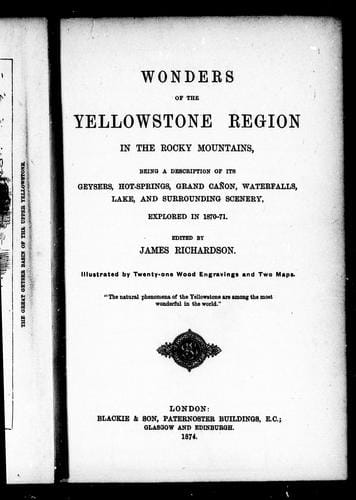 THE GREAT GEYSER BASIN OF THE UPPER YELLOWSTONE.
WONDERS
OF THE
YELLOWSTONE REGION
IN THE ROCKY MOUNTAINS,
BEING A DESCRIPTION OF ITS
GEYSERS, HOT-SPRINGS, GRAND CAÑON, WATERFALLS,
LAKE, AND SURROUNDING SCENERY,
EXPLORED IN 1870-71.
EDITED BY
JAMES RICHARDSON.
Illustrated by Twenty-one Wood Engravings and Two Maps.
"The natural phenomena of the Yellowstone are among the most
wonderful in the world."
LONDON:
BLACKIE & SON, PATERNOSTER BUILDINGS, E.C.;
GLASGOW AND EDINBURGH.
1874.